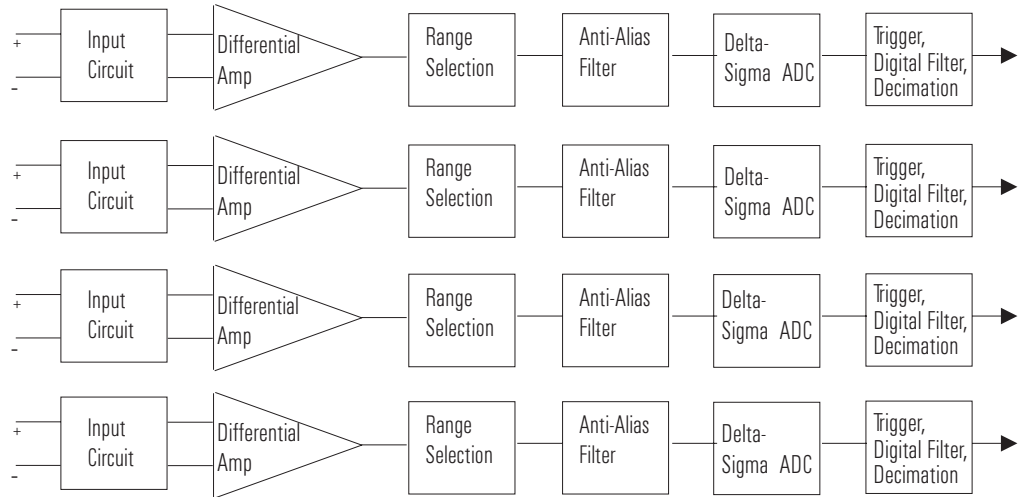 +
-
Input
Circuit
Differential
Amp
Range
Selection
Anti-Alias
Filter
Delta-
Sigma ADC
Trigger,
Digital Filter,
Decimation
+
-
Input
Circuit
Differential
Amp
Range
Selection
Anti-Alias
Filter
Delta-
Sigma ADC
Trigger,
Digital Filter,
Decimation
+
-
Input
Circuit
Differential
Amp
Range
Selection
Anti-Alias
Filter
Delta-
Sigma ADC
Trigger,
Digital Filter,
Decimation
+
-
Input
Circuit
Differential
Amp
Range
Selection
Anti-Alias
Filter
Delta-
Sigma ADC
Trigger,
Digital Filter,
Decimation